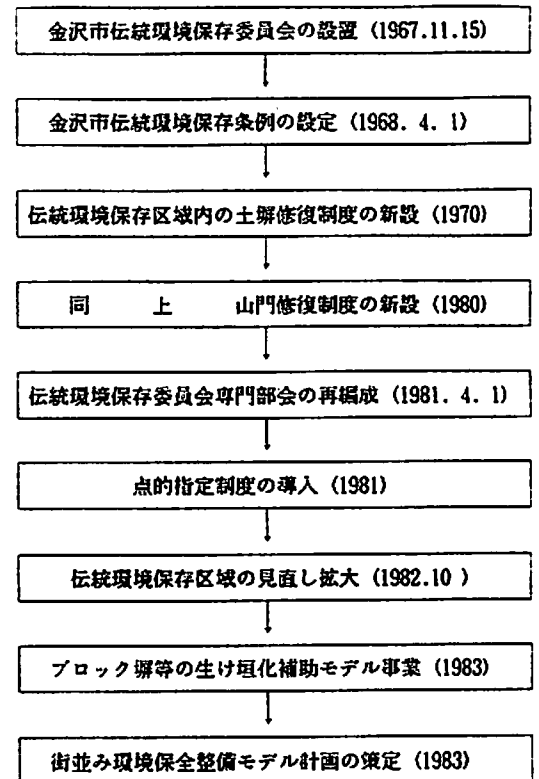 金沢市伝統環境保存委員会の設置 (1967.11.15)
金沢市伝統環境保存条例の設定 (1968. 4. 1)
伝統環境保存区域内の土塀修復制度の新設 (1970)
同　上　山門修復制度の新設 (1980)
伝統環境保存委員会専門部会の再編成 (1981. 4. 1)
点的指定制度の導入 (1981)
伝統環境保存区域の見直し拡大 (1982.10 )
ブロック塀等の生け垣化補助モデル事業 (1983)
街並み環境保全整備モデル計画の策定 (1983)